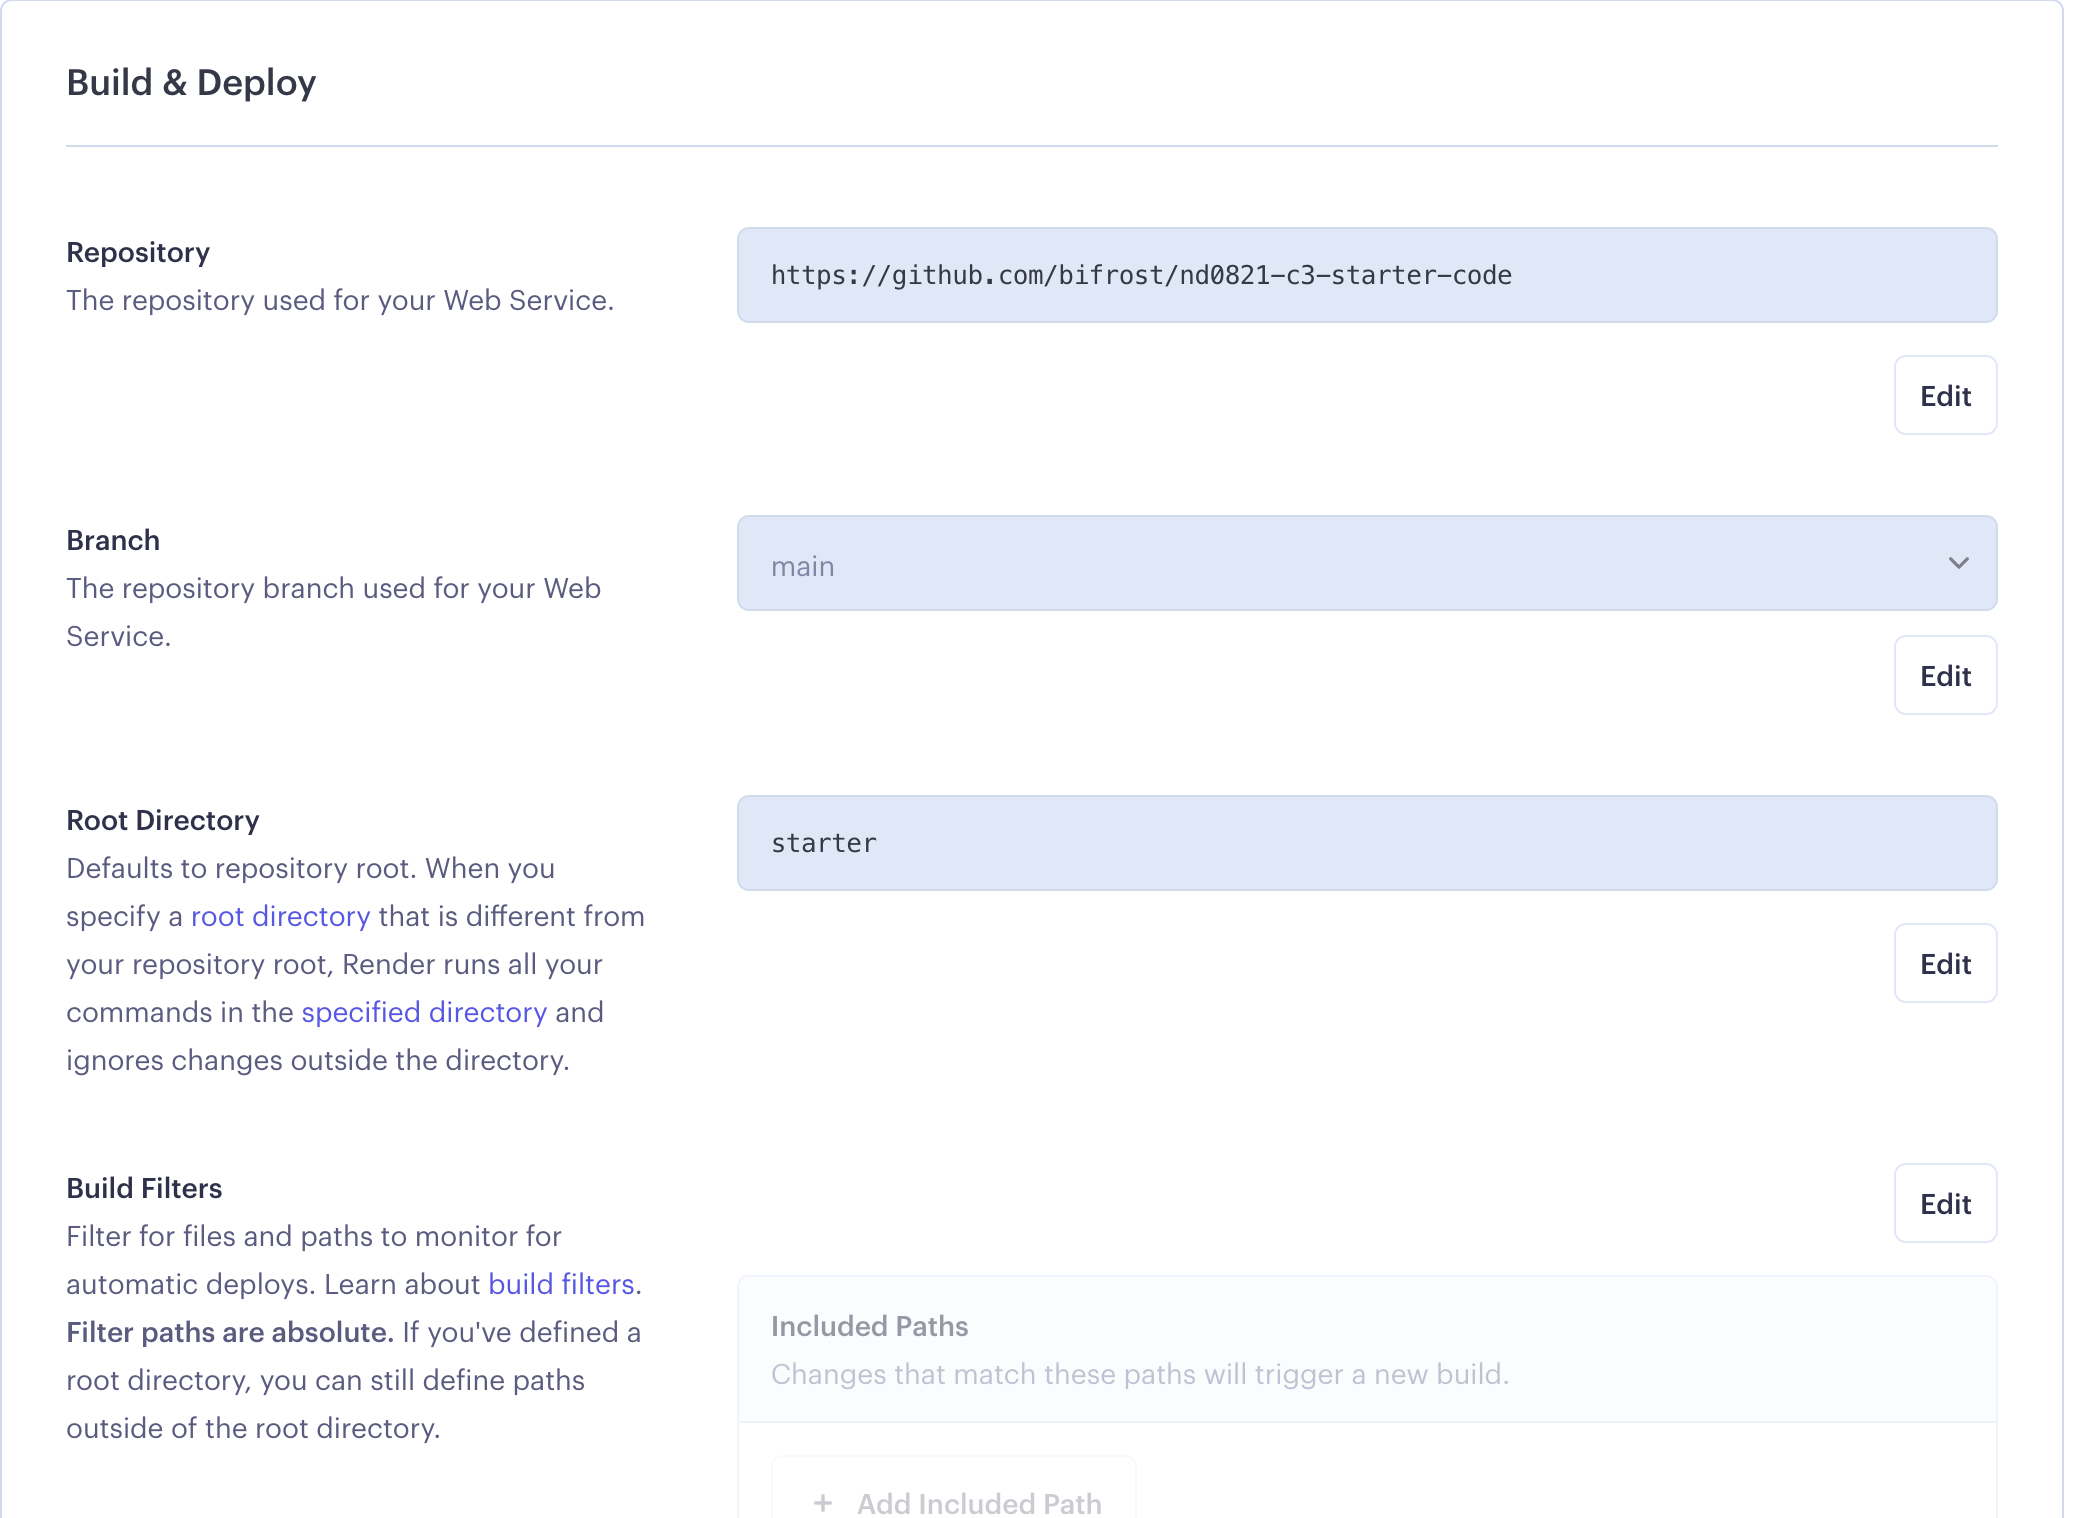 Build & Deploy
Repository
The repository used for your Web Service.
https://github.com/bifrost/nd0821-c3-starter-code
Edit
Branch
The repository branch used for your Web
Service.
main
Edit
Root Directory
Defaults to repository root. When you
specify a root directory that is different from
your repository root, Render runs all your
commands in the specified directory and
ignores changes outside the directory.
starter
Edit
Build Filters
Filter for files and paths to monitor for
automatic deploys. Learn about build filters.
Filter paths are absolute. If you've defined a
root directory, you can still define paths
outside of the root directory.
Edit
Included Paths
Changes that match these paths will trigger a new build.
+ Add Included Path